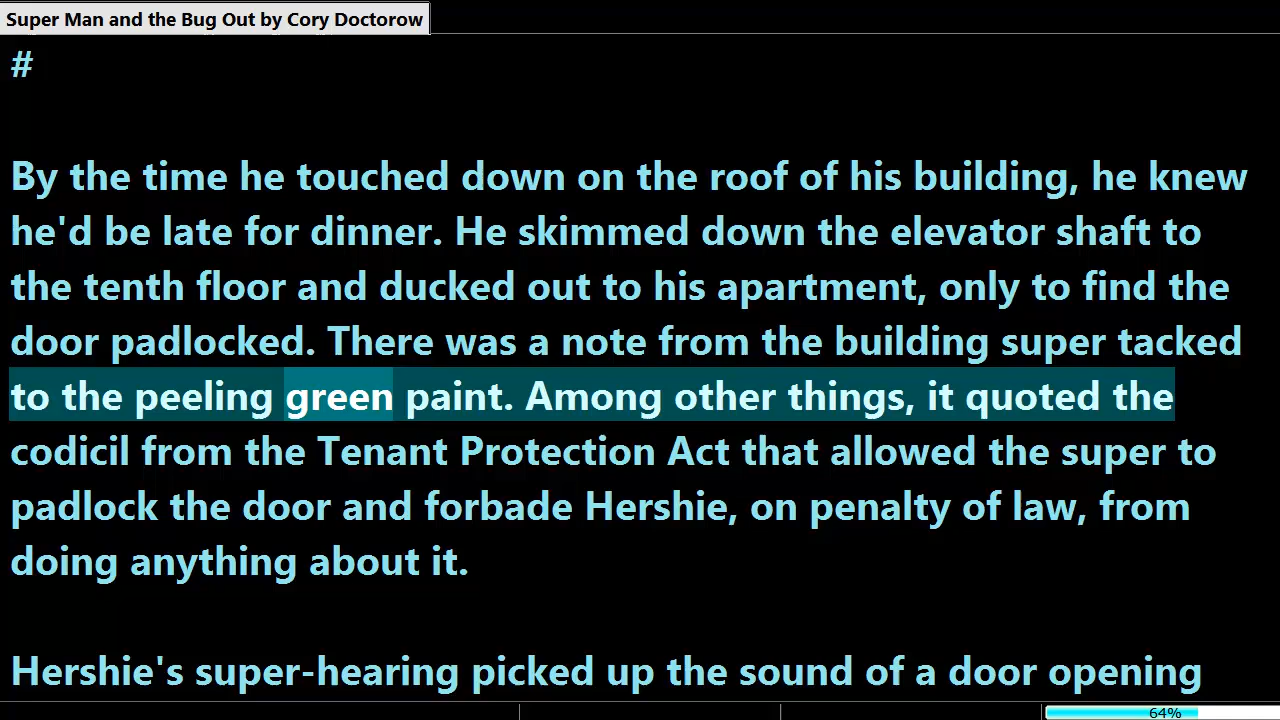 Super Man and the Bug Out by Cory Doctorow
#
By the time he touched down on the roof of his building, he knew
he'd be late for dinner. He skimmed down the elevator shaft to
the tenth floor and ducked out to his apartment, only to find the
door padlocked. There was a note from the building super tacked
to the peeling green paint. Among other things, it quoted the
codicil from the Tenant Protection Act that allowed the super to
padlock the door and forbade Hershie, on penalty of law, from
doing anything about it.
Hershie's super-hearing picked up the sound of a door opening
64%